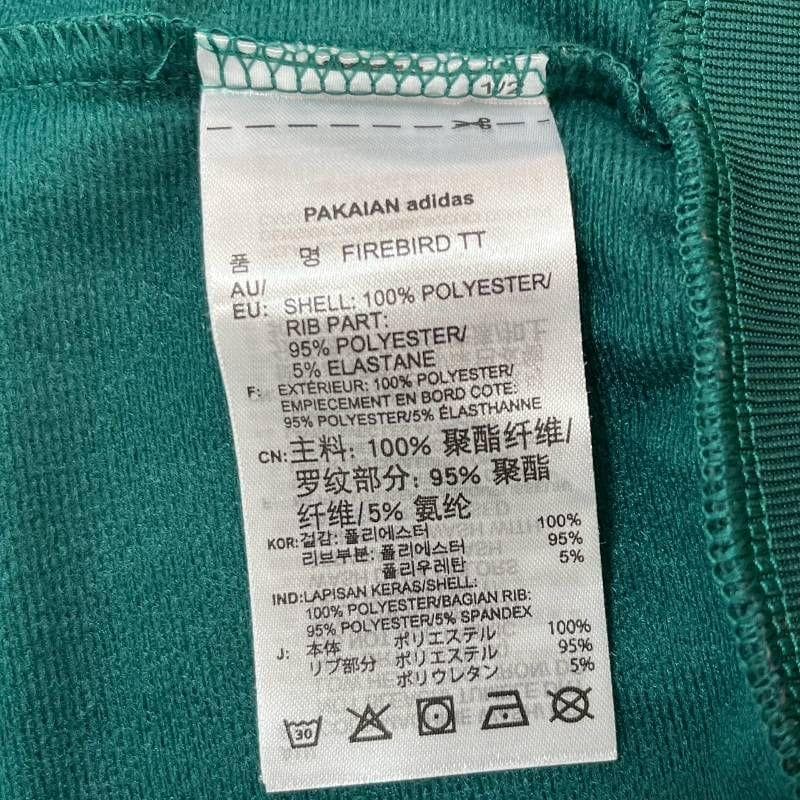 1/2
PAKAIAN adidas
품 명 FIREBIRD TT
AU/
EU: SHELL: 100% POLYESTER/
RIB PART:
95% POLYESTER/
5% ELASTANE
F: EXTÉRIEUR: 100% POLYESTER/
EMPIECEMENT EN BORD COTE:
95% POLYESTER/5% ÉLASTHANNE
CN: 主料: 100% 聚酯纤维/
罗纹部分: 95% 聚酯
纤维/5% 氨纶
KOR: 겉감: 폴리에스터 100%
리브부분: 폴리에스터 95%
폴리우레탄 5%
IND: LAPISAN KERAS/SHELL:
100% POLYESTER/BAGIAN RIB:
95% POLYESTER/5% SPANDEX
J: 本体 ポリエステル 100%
リブ部分 ポリエステル 95%
ポリウレタン 5%
30